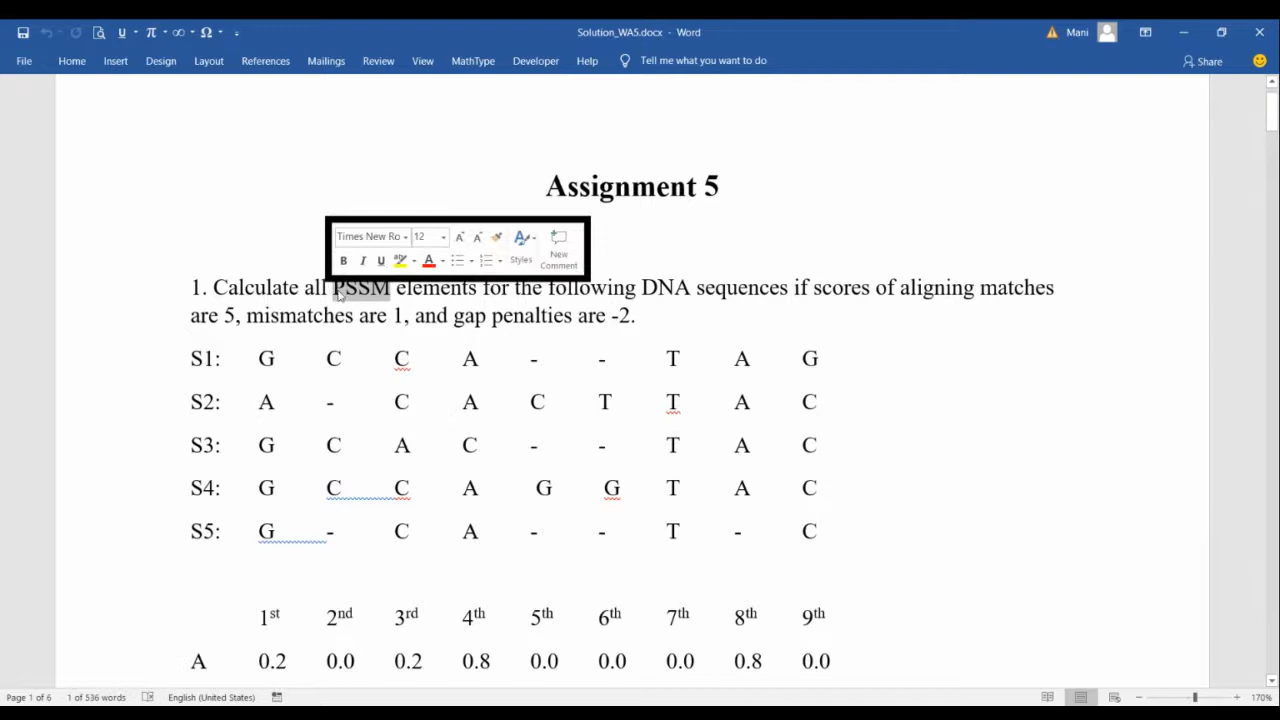 Solution_WA5.docx - Word
Mani
File Home Insert Design Layout References Mailings Review View MathType Developer Help Tell me what you want to do Share
Assignment 5
Times New Ro 12
Styles
New
Comment
1. Calculate all PSSM elements for the following DNA sequences if scores of aligning matches
are 5, mismatches are 1, and gap penalties are -2.
S1: G C C A - - T A G
S2: A - C A C T T A C
S3: G C A C - - T A C
S4: G C C A G G T A C
S5: G - C A - - T - C
1st 2nd 3rd 4th 5th 6th 7th 8th 9th
A 0.2 0.0 0.2 0.8 0.0 0.0 0.0 0.8 0.0
Page 1 of 6 1 of 536 words English (United States) 170%